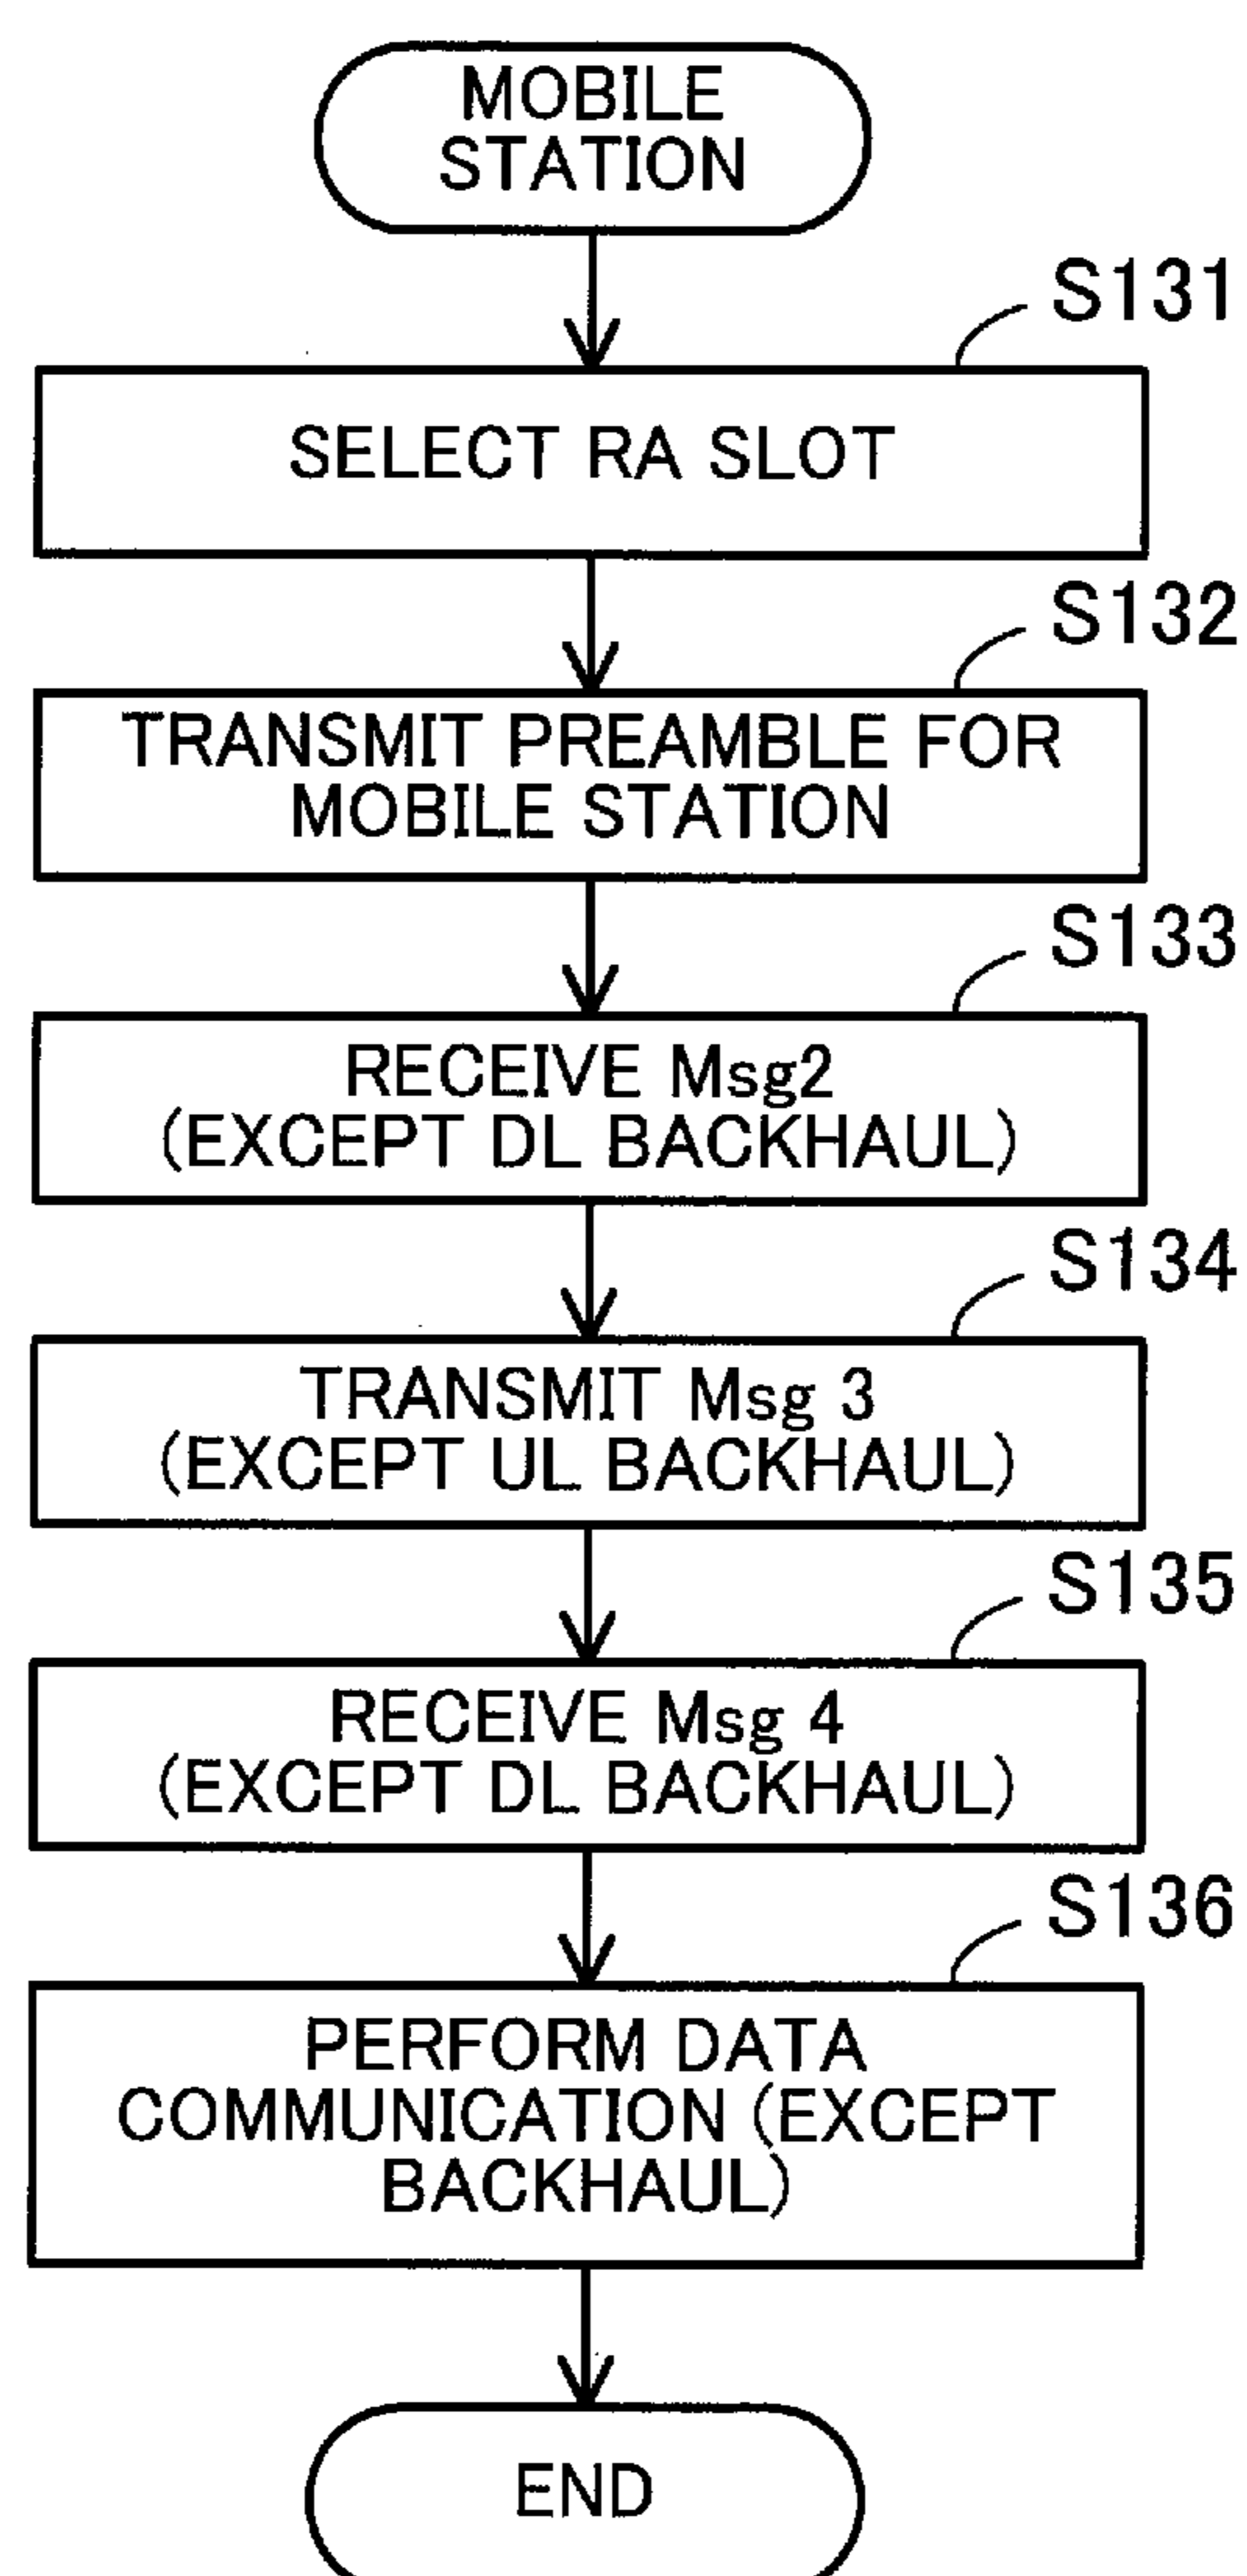 MOBILE
STATION
S131
SELECT RA SLOT
S132
TRANSMIT PREAMBLE FOR
MOBILE STATION
S133
RECEIVE Msg2
(EXCEPT DL BACKHAUL)
S134
TRANSMIT Msg 3
(EXCEPT UL BACKHAUL)
S135
RECEIVE Msg 4
(EXCEPT DL BACKHAUL)
S136
PERFORM DATA
COMMUNICATION (EXCEPT
BACKHAUL)
END